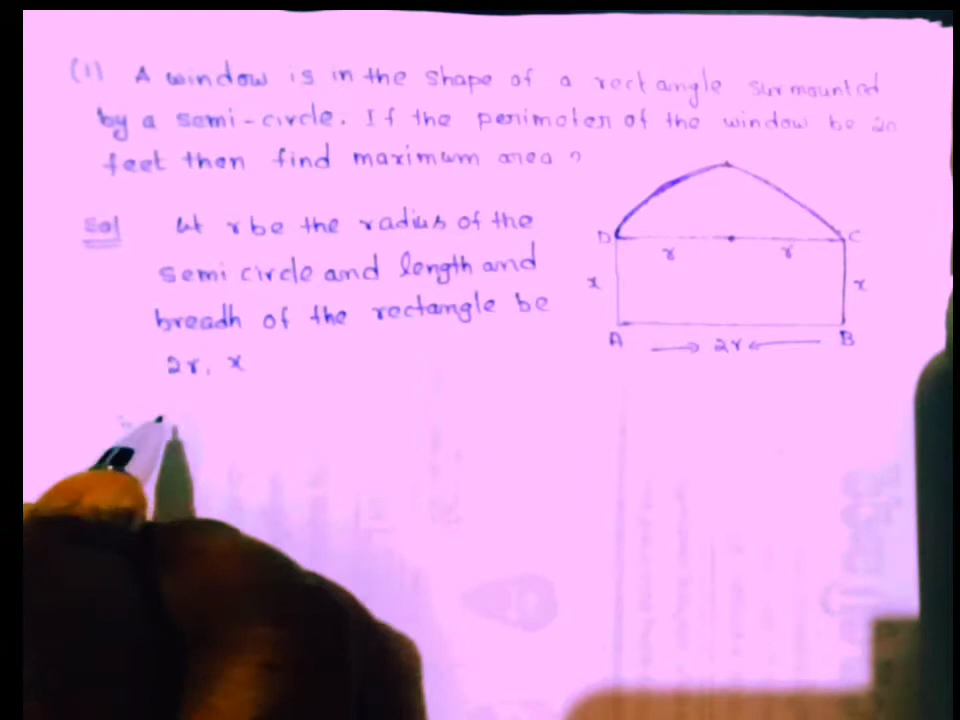 (1) A window is in the shape of a rectangle surmounted
by a semi-circle. If the perimeter of the window be 20
feet then find maximum area ?
Sol let r be the radius of the
semi circle and length and
breadh of the rectangle be
2r, x
D r r C
x x
A 2r B